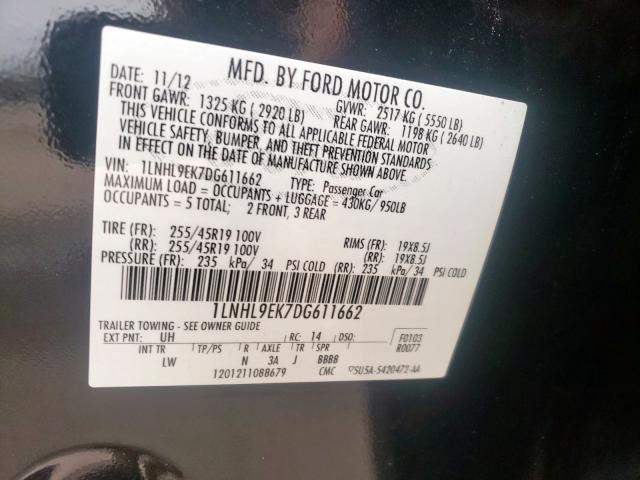 MFD. BY FORD MOTOR CO.
DATE: 11/12 GVWR: 2517 KG ( 5550 LB)
FRONT GAWR: 1325 KG ( 2920 LB) REAR GAWR: 1198 KG ( 2640 LB)
THIS VEHICLE CONFORMS TO ALL APPLICABLE FEDERAL MOTOR
VEHICLE SAFETY, BUMPER, AND THEFT PREVENTION STANDARDS
IN EFFECT ON THE DATE OF MANUFACTURE SHOWN ABOVE.
VIN: 1LNHL9EK7DG611662 TYPE: Passenger Car
MAXIMUM LOAD = OCCUPANTS + LUGGAGE = 430KG/ 950LB
OCCUPANTS = 5 TOTAL; 2 FRONT, 3 REAR
TIRE (FR): 255/45R19 100V RIMS (FR): 19X8.5J
(RR): 255/45R19 100V (RR): 19X8.5J
PRESSURE (FR): 235 kPa/ 34 PSI COLD (RR): 235 kPa/ 34 PSI COLD
1LNHL9EK7DG611662
TRAILER TOWING - SEE OWNER GUIDE
EXT PNT: UH RC: 14 DSO: F0103
R0077
INT TR TP/PS R AXLE TR SPR
LW N 3A J BBBB
1201211088679 CMC 5U5A-5420472-AA